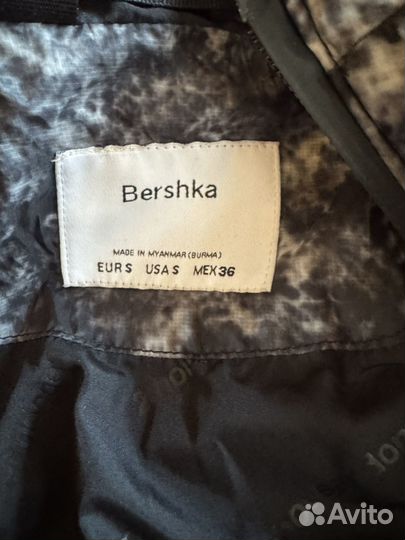 Bershka
MADE IN MYANMAR (BURMA)
EUR S USA S MEX 36
Avito